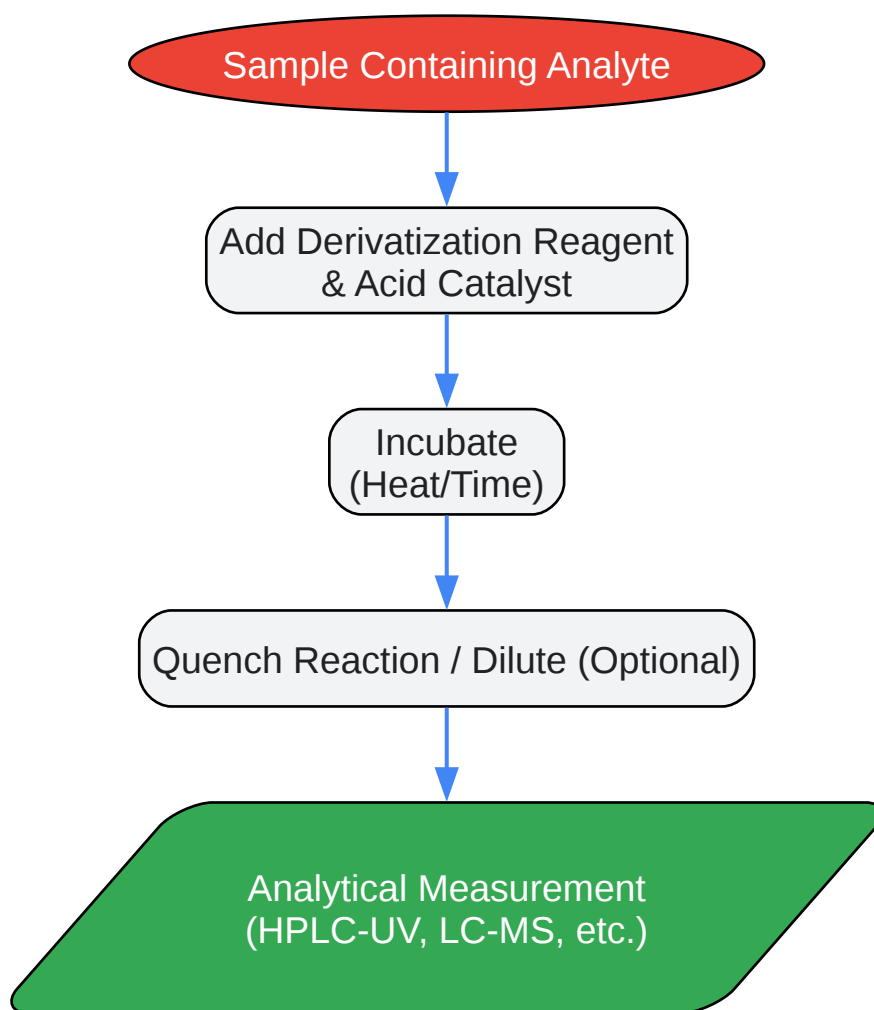 Sample Containing Analyte
Add Derivatization Reagent
& Acid Catalyst
Incubate
(Heat/Time)
Quench Reaction / Dilute (Optional)
Analytical Measurement
(HPLC-UV, LC-MS, etc.)